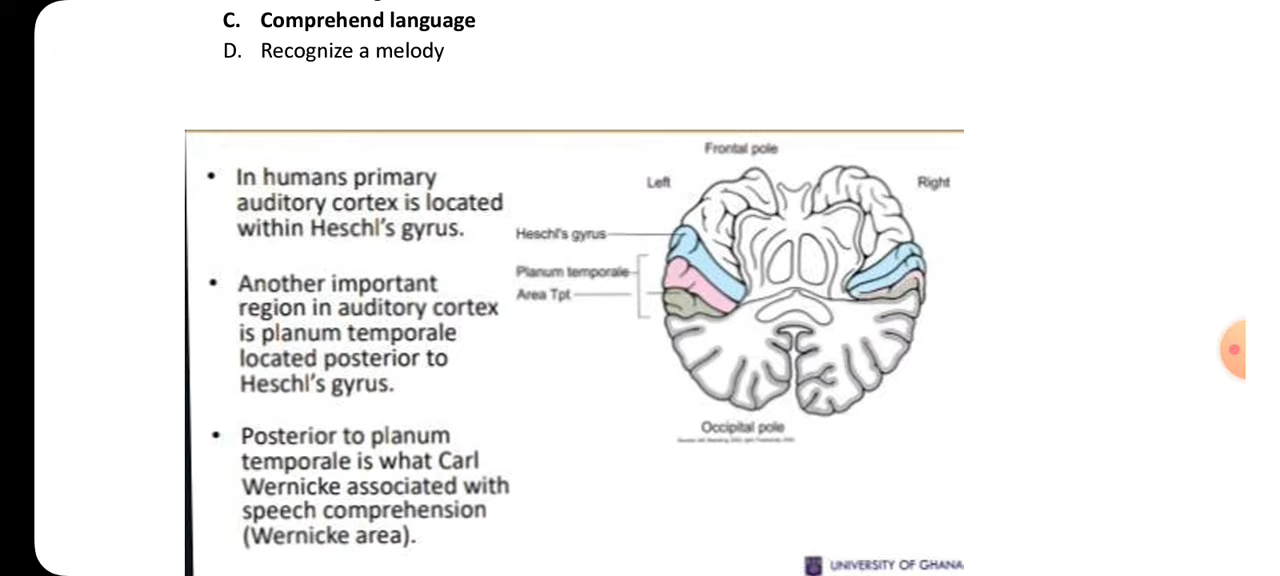 C. Comprehend language
D. Recognize a melody
Frontal pole
Left
Right
• In humans primary
auditory cortex is located
within Heschl's gyrus.
Heschl's gyrus
Planum temporale
Area Tpt
• Another important
region in auditory cortex
is planum temporale
located posterior to
Heschl's gyrus.
Occipital pole
• Posterior to planum
temporale is what Carl
Wernicke associated with
speech comprehension
(Wernicke area).
UNIVERSITY OF GHANA